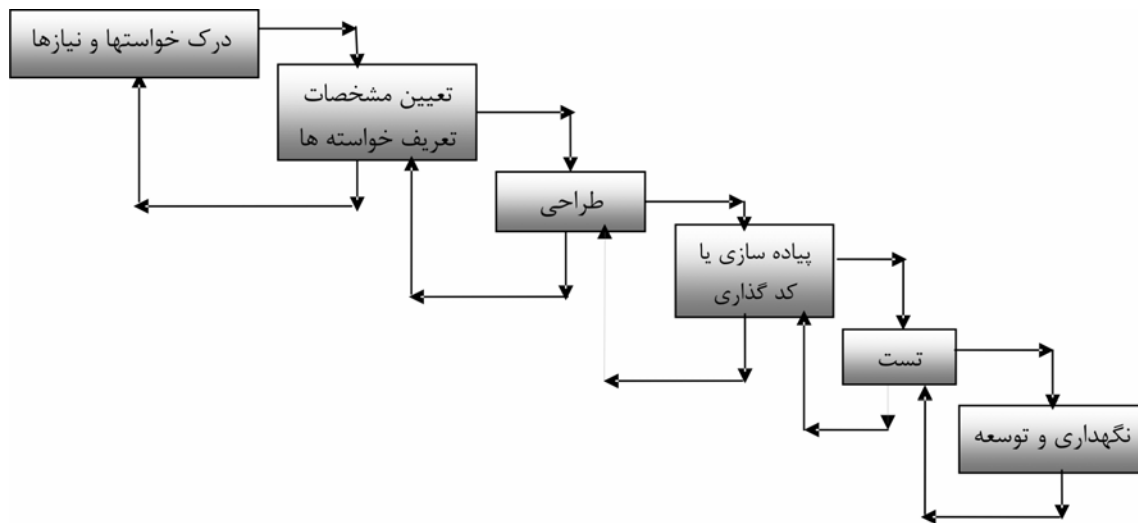 درک خواستها و نیازها
تعیین مشخصات
تعریف خواسته ها
طراحی
پیاده سازی یا
کد گذاری
تست
نگهداری و توسعه